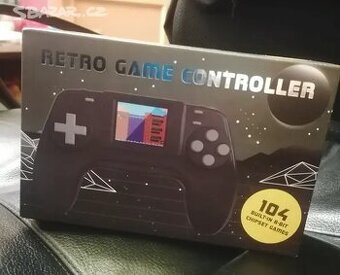 SBAZAR.CZ
RETRO GAME CONTROLLER
104
BUILT-IN 8-BIT
CHIPSET GAMES